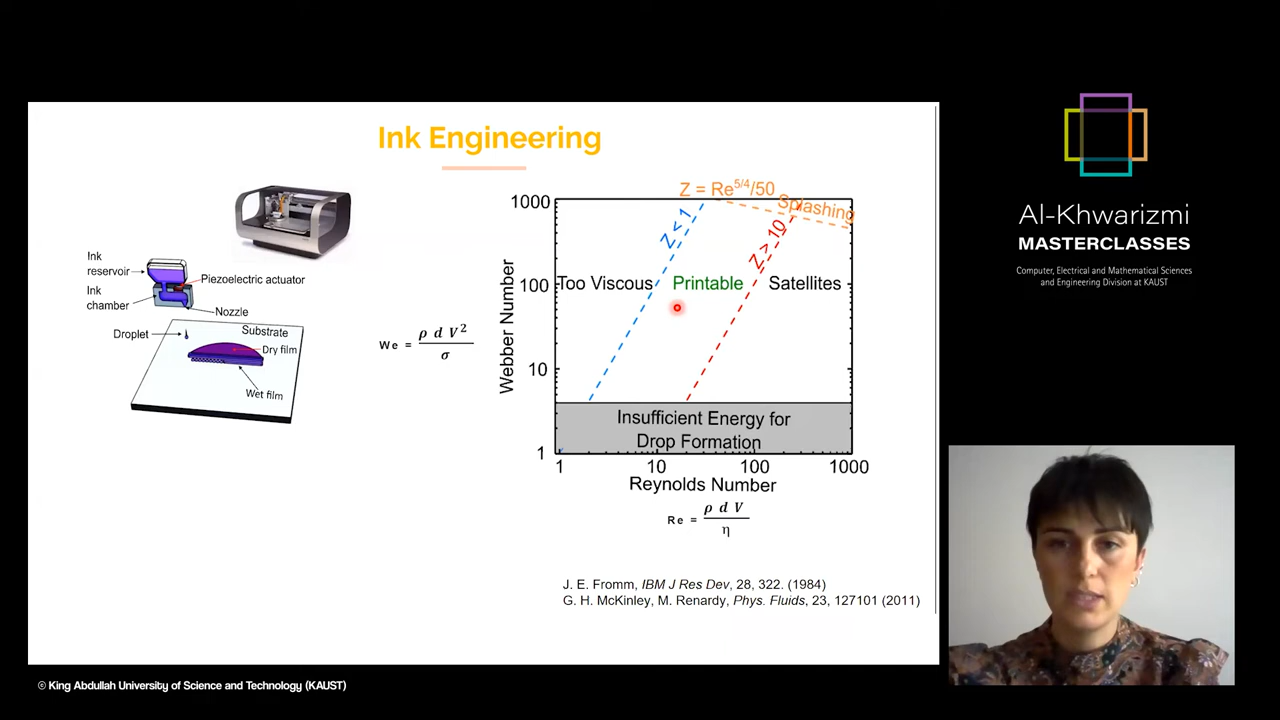 Ink Engineering
Ink
reservoir
Piezoelectric actuator
Ink
chamber
Nozzle
Droplet
Substrate
Dry film
Wet film
We = ρ d V² / σ
Z = Re^5/4/50
Splashing
Z < 1
Z > 10
Too Viscous
Printable
Satellites
Insufficient Energy for
Drop Formation
Webber Number
1000
100
10
1
1 10 100 1000
Reynolds Number
Re = ρ d V / η
J. E. Fromm, IBM J Res Dev, 28, 322. (1984)
G. H. McKinley, M. Renardy, Phys. Fluids, 23, 127101 (2011)
Al-Khwarizmi
MASTERCLASSES
Computer, Electrical and Mathematical Sciences
and Engineering Division at KAUST
© King Abdullah University of Science and Technology (KAUST)